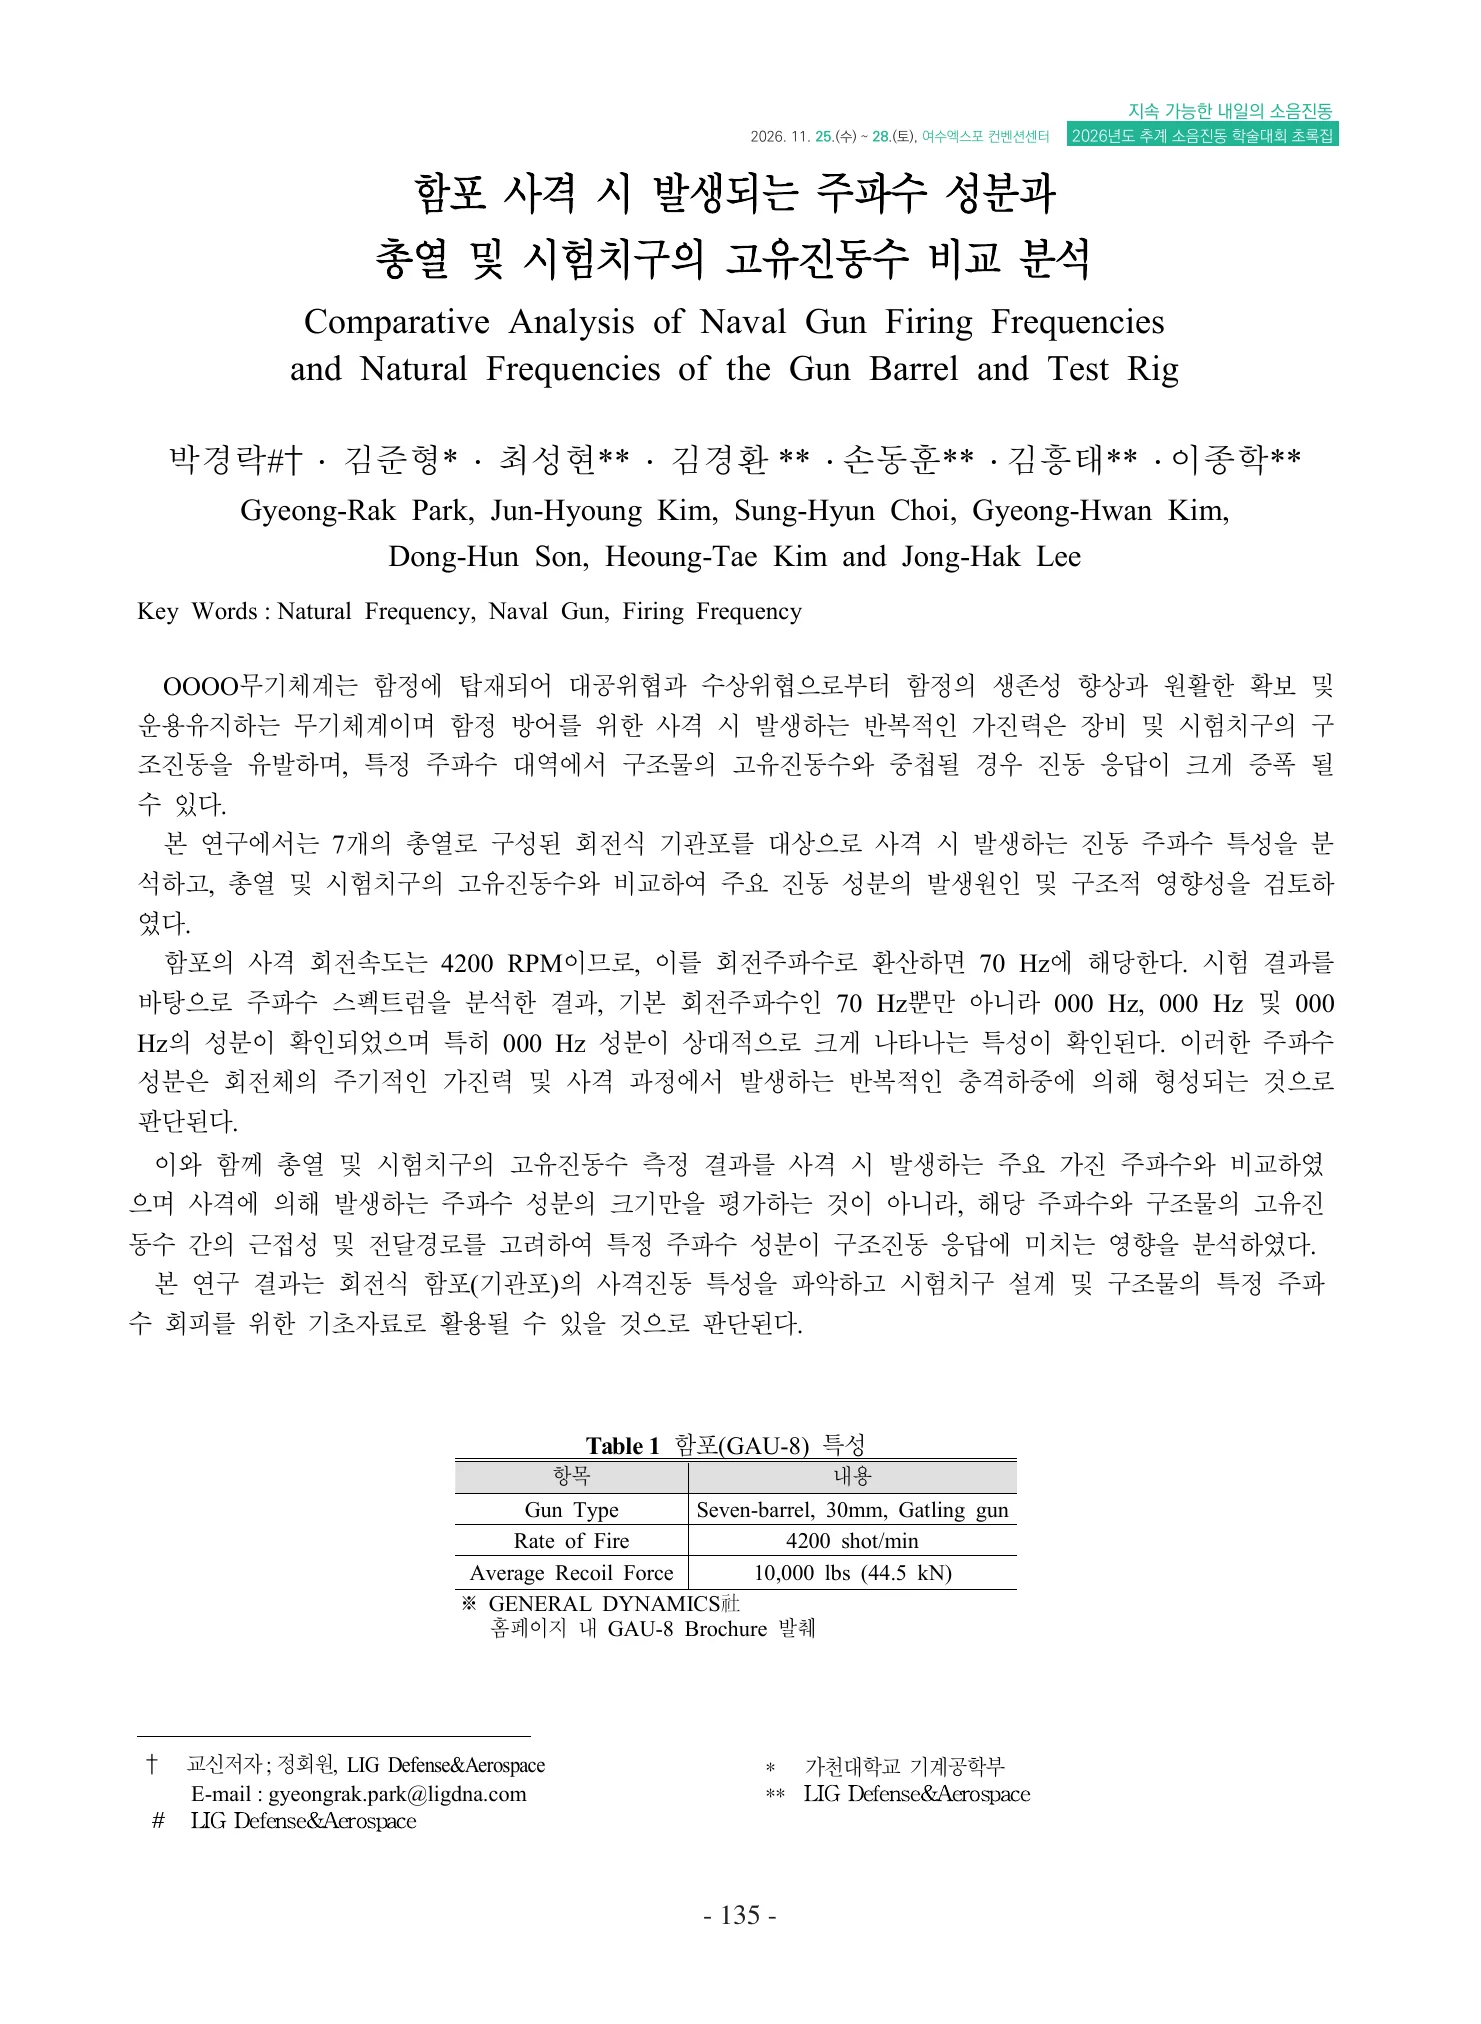 지속 가능한 내일의 소음진동
2026. 11. 25.(수) ~ 28.(토), 여수엑스포 컨벤션센터 2026년도 추계 소음진동 학술대회 초록집
함포 사격 시 발생되는 주파수 성분과
총열 및 시험치구의 고유진동수 비교 분석
Comparative Analysis of Naval Gun Firing Frequencies
and Natural Frequencies of the Gun Barrel and Test Rig
박경락#† · 김준형* · 최성현** · 김경환 ** · 손동훈** · 김흥태** · 이종학**
Gyeong-Rak Park, Jun-Hyoung Kim, Sung-Hyun Choi, Gyeong-Hwan Kim,
Dong-Hun Son, Heoung-Tae Kim and Jong-Hak Lee
Key Words : Natural Frequency, Naval Gun, Firing Frequency
OOOO무기체계는 함정에 탑재되어 대공위협과 수상위협으로부터 함정의 생존성 향상과 원활한 확보 및
운용유지하는 무기체계이며 함정 방어를 위한 사격 시 발생하는 반복적인 가진력은 장비 및 시험치구의 구
조진동을 유발하며, 특정 주파수 대역에서 구조물의 고유진동수와 중첩될 경우 진동 응답이 크게 증폭 될
수 있다.
본 연구에서는 7개의 총열로 구성된 회전식 기관포를 대상으로 사격 시 발생하는 진동 주파수 특성을 분
석하고, 총열 및 시험치구의 고유진동수와 비교하여 주요 진동 성분의 발생원인 및 구조적 영향성을 검토하
였다.
함포의 사격 회전속도는 4200 RPM이므로, 이를 회전주파수로 환산하면 70 Hz에 해당한다. 시험 결과를
바탕으로 주파수 스펙트럼을 분석한 결과, 기본 회전주파수인 70 Hz뿐만 아니라 000 Hz, 000 Hz 및 000
Hz의 성분이 확인되었으며 특히 000 Hz 성분이 상대적으로 크게 나타나는 특성이 확인된다. 이러한 주파수
성분은 회전체의 주기적인 가진력 및 사격 과정에서 발생하는 반복적인 충격하중에 의해 형성되는 것으로
판단된다.
이와 함께 총열 및 시험치구의 고유진동수 측정 결과를 사격 시 발생하는 주요 가진 주파수와 비교하였
으며 사격에 의해 발생하는 주파수 성분의 크기만을 평가하는 것이 아니라, 해당 주파수와 구조물의 고유진
동수 간의 근접성 및 전달경로를 고려하여 특정 주파수 성분이 구조진동 응답에 미치는 영향을 분석하였다.
본 연구 결과는 회전식 함포(기관포)의 사격진동 특성을 파악하고 시험치구 설계 및 구조물의 특정 주파
수 회피를 위한 기초자료로 활용될 수 있을 것으로 판단된다.
Table 1 함포(GAU-8) 특성
항목 내용
Gun Type Seven-barrel, 30mm, Gatling gun
Rate of Fire 4200 shot/min
Average Recoil Force 10,000 lbs (44.5 kN)
※ GENERAL DYNAMICS社
홈페이지 내 GAU-8 Brochure 발췌
† 교신저자 ; 정회원, LIG Defense&Aerospace
E-mail : gyeongrak.park@ligdna.com
# LIG Defense&Aerospace
* 가천대학교 기계공학부
** LIG Defense&Aerospace
- 135 -